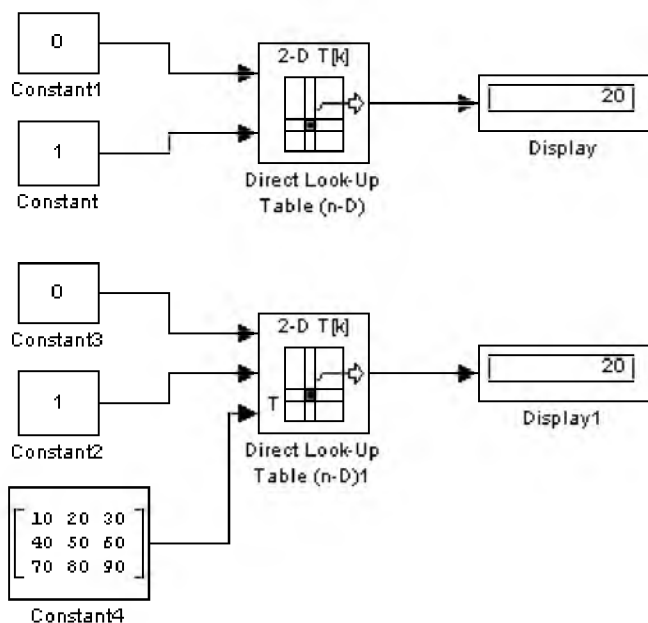 0
Constant1
1
Constant
2-D T[k]
Direct Look-Up
Table (n-D)
20
Display
0
Constant3
1
Constant2
2-D T[k]
T
Direct Look-Up
Table (n-D)1
20
Display1
10 20 30
40 50 60
70 80 90
Constant4